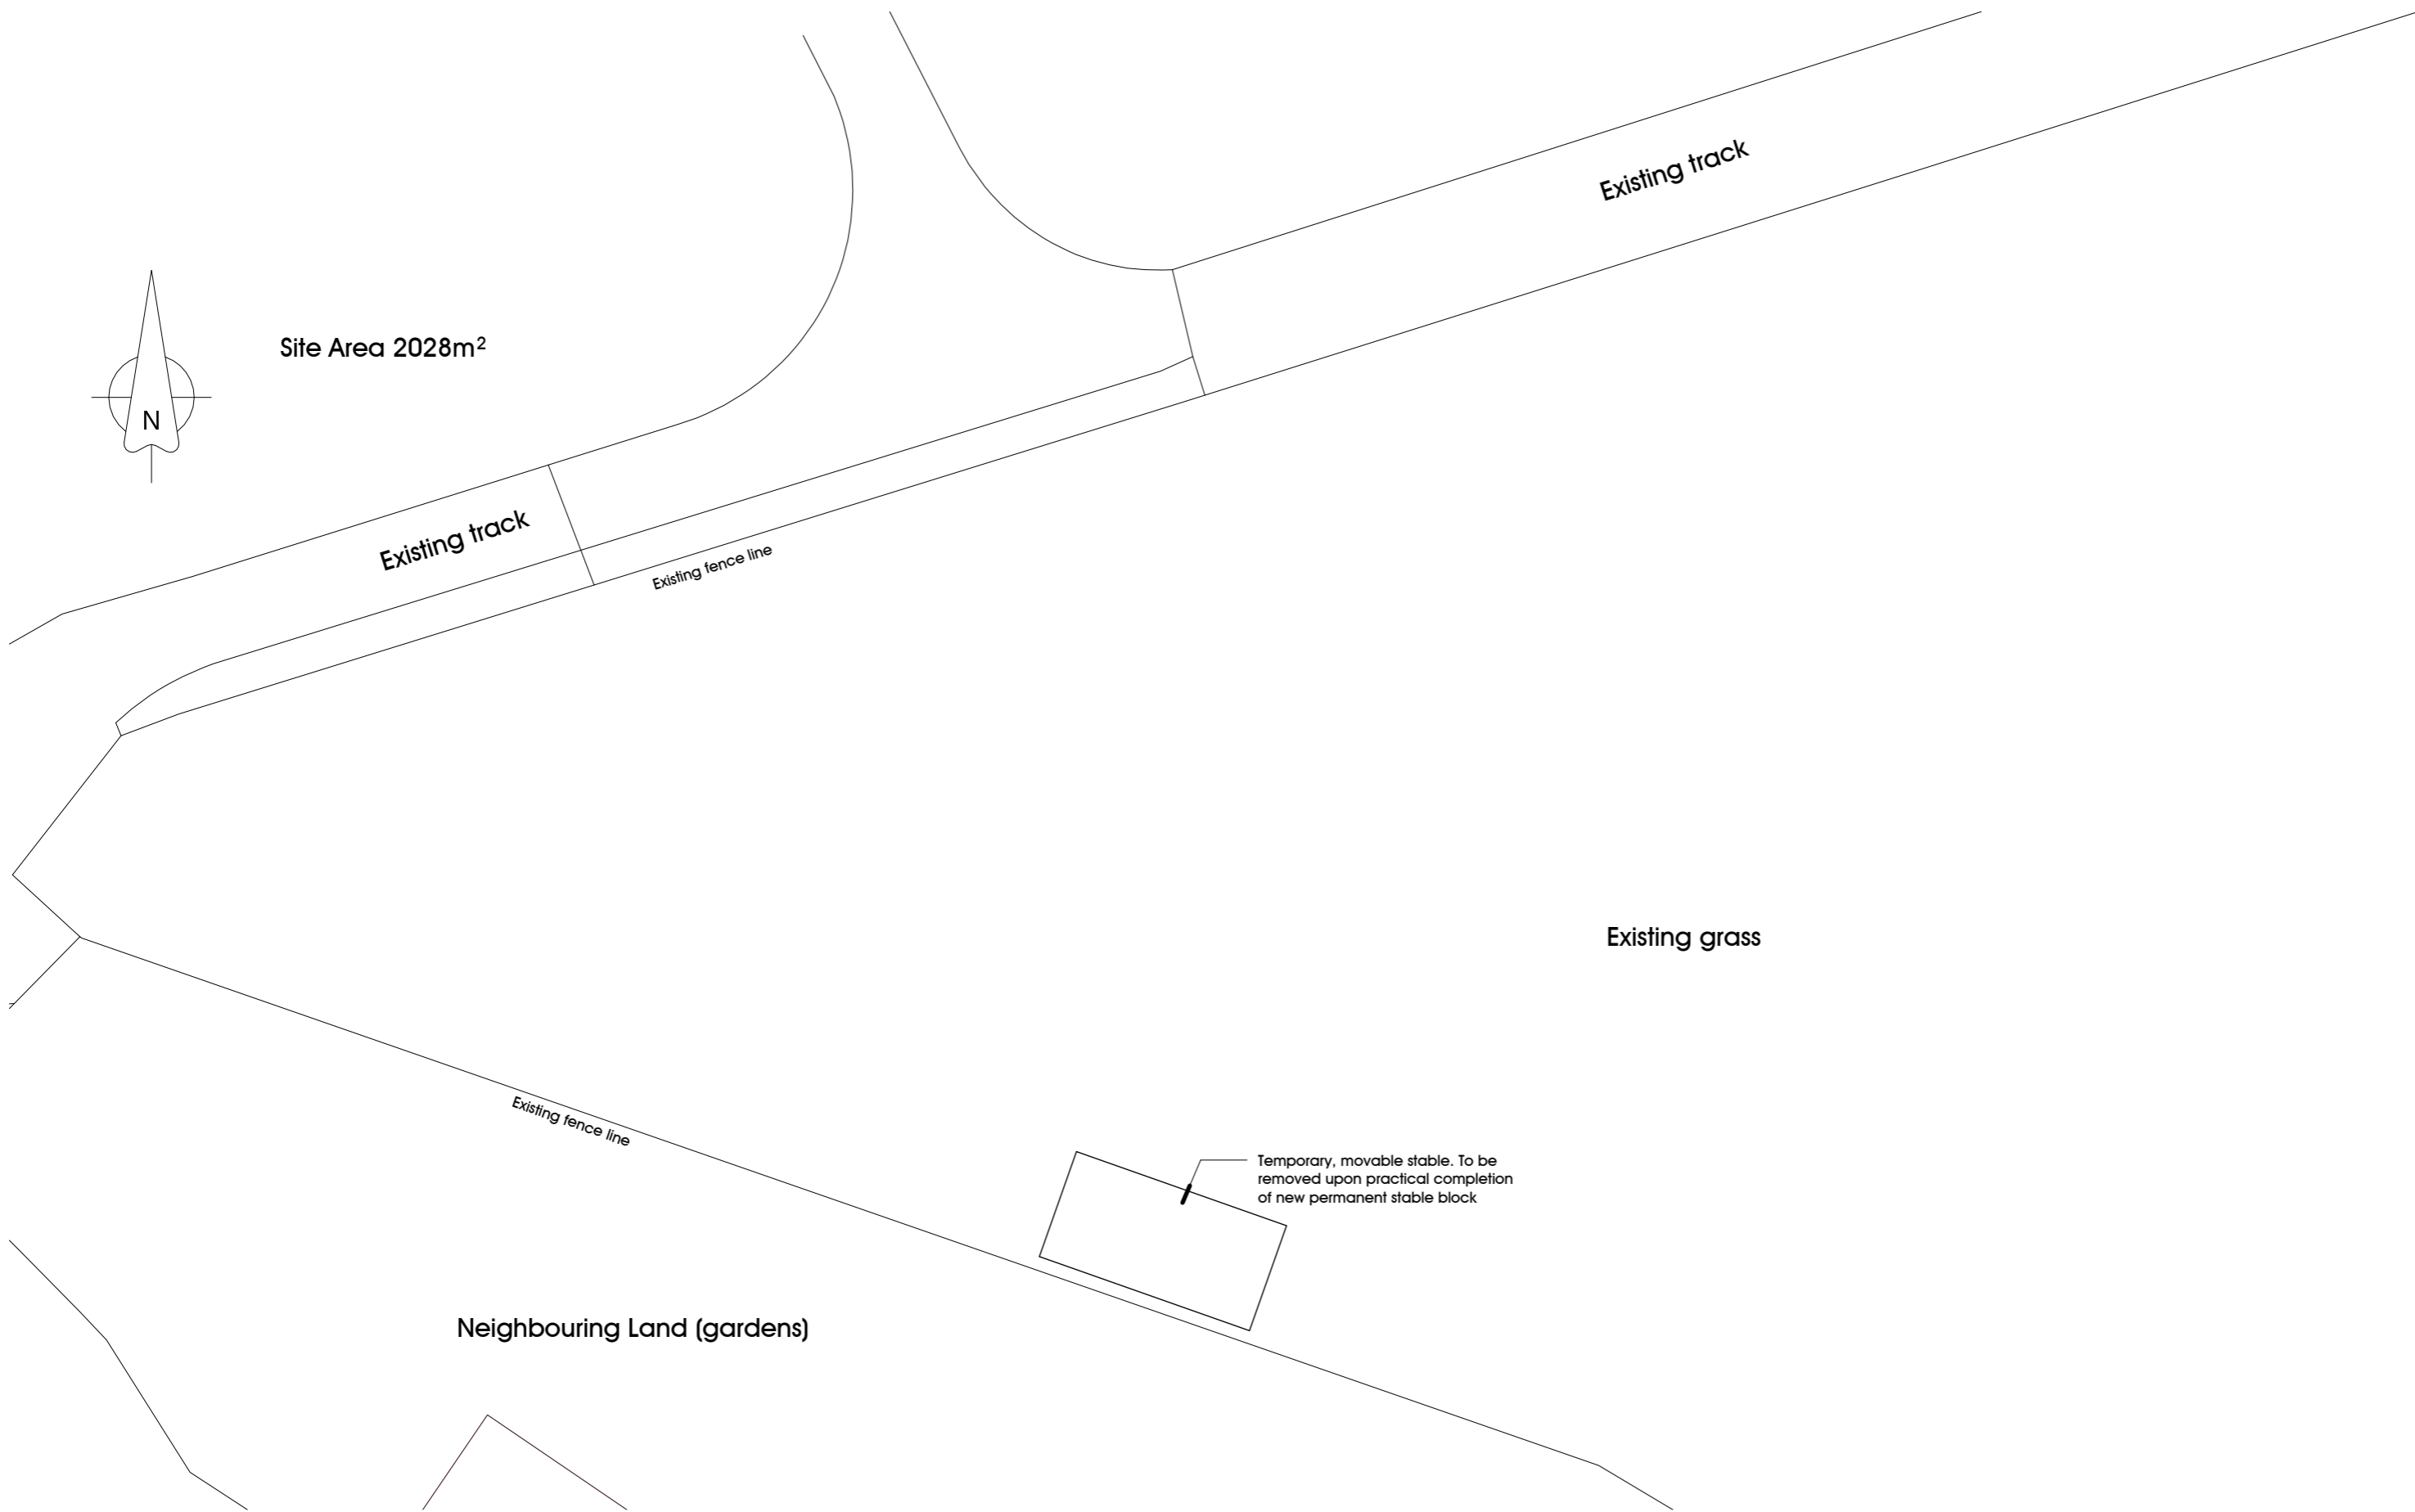 Existing track
Site Area 2028m²
N
Existing track
Existing fence line
Existing grass
Existing fence line
Temporary, movable stable. To be
removed upon practical completion
of new permanent stable block
Neighbouring Land (gardens)